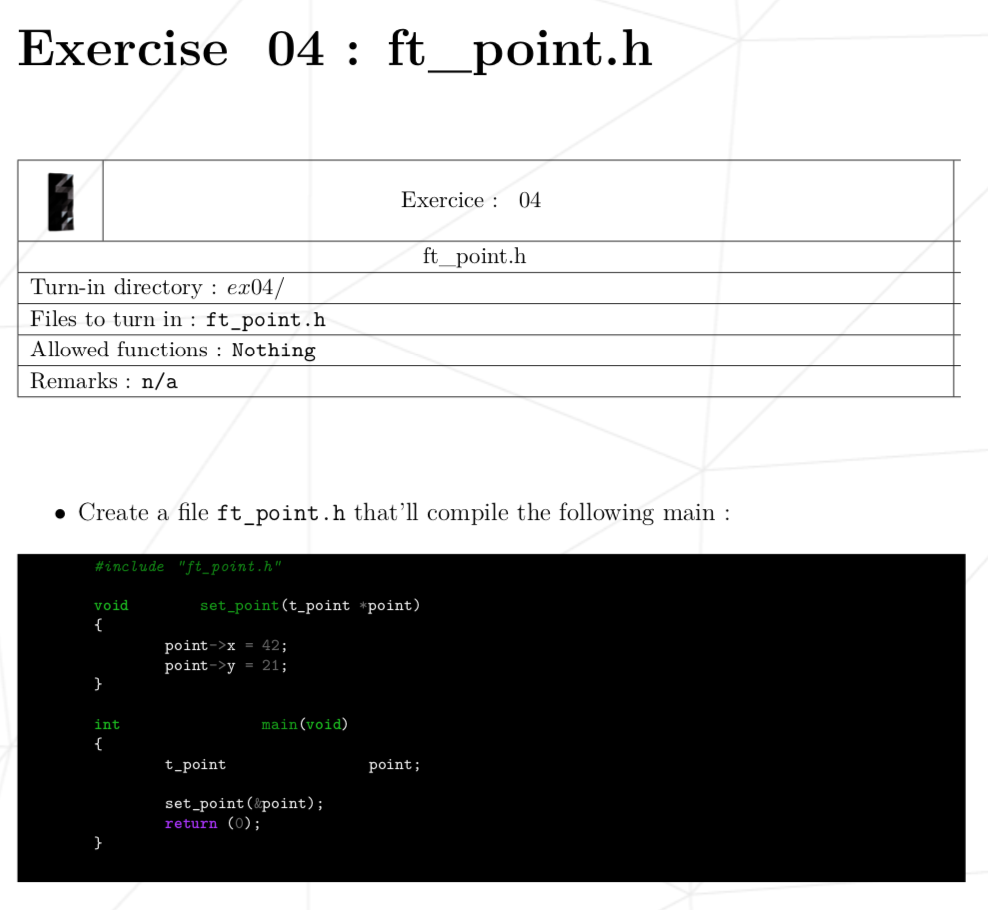 Exercise 04 : ft_point.h
Exercice : 04
ft_point.h
Turn-in directory : ex04/
Files to turn in : ft_point.h
Allowed functions : Nothing
Remarks : n/a
• Create a file ft_point.h that'll compile the following main :
#include "ft_point.h"
void set_point(t_point *point)
{
point->x = 42;
point->y = 21;
}
int main(void)
{
t_point point;
set_point(&point);
return (0);
}